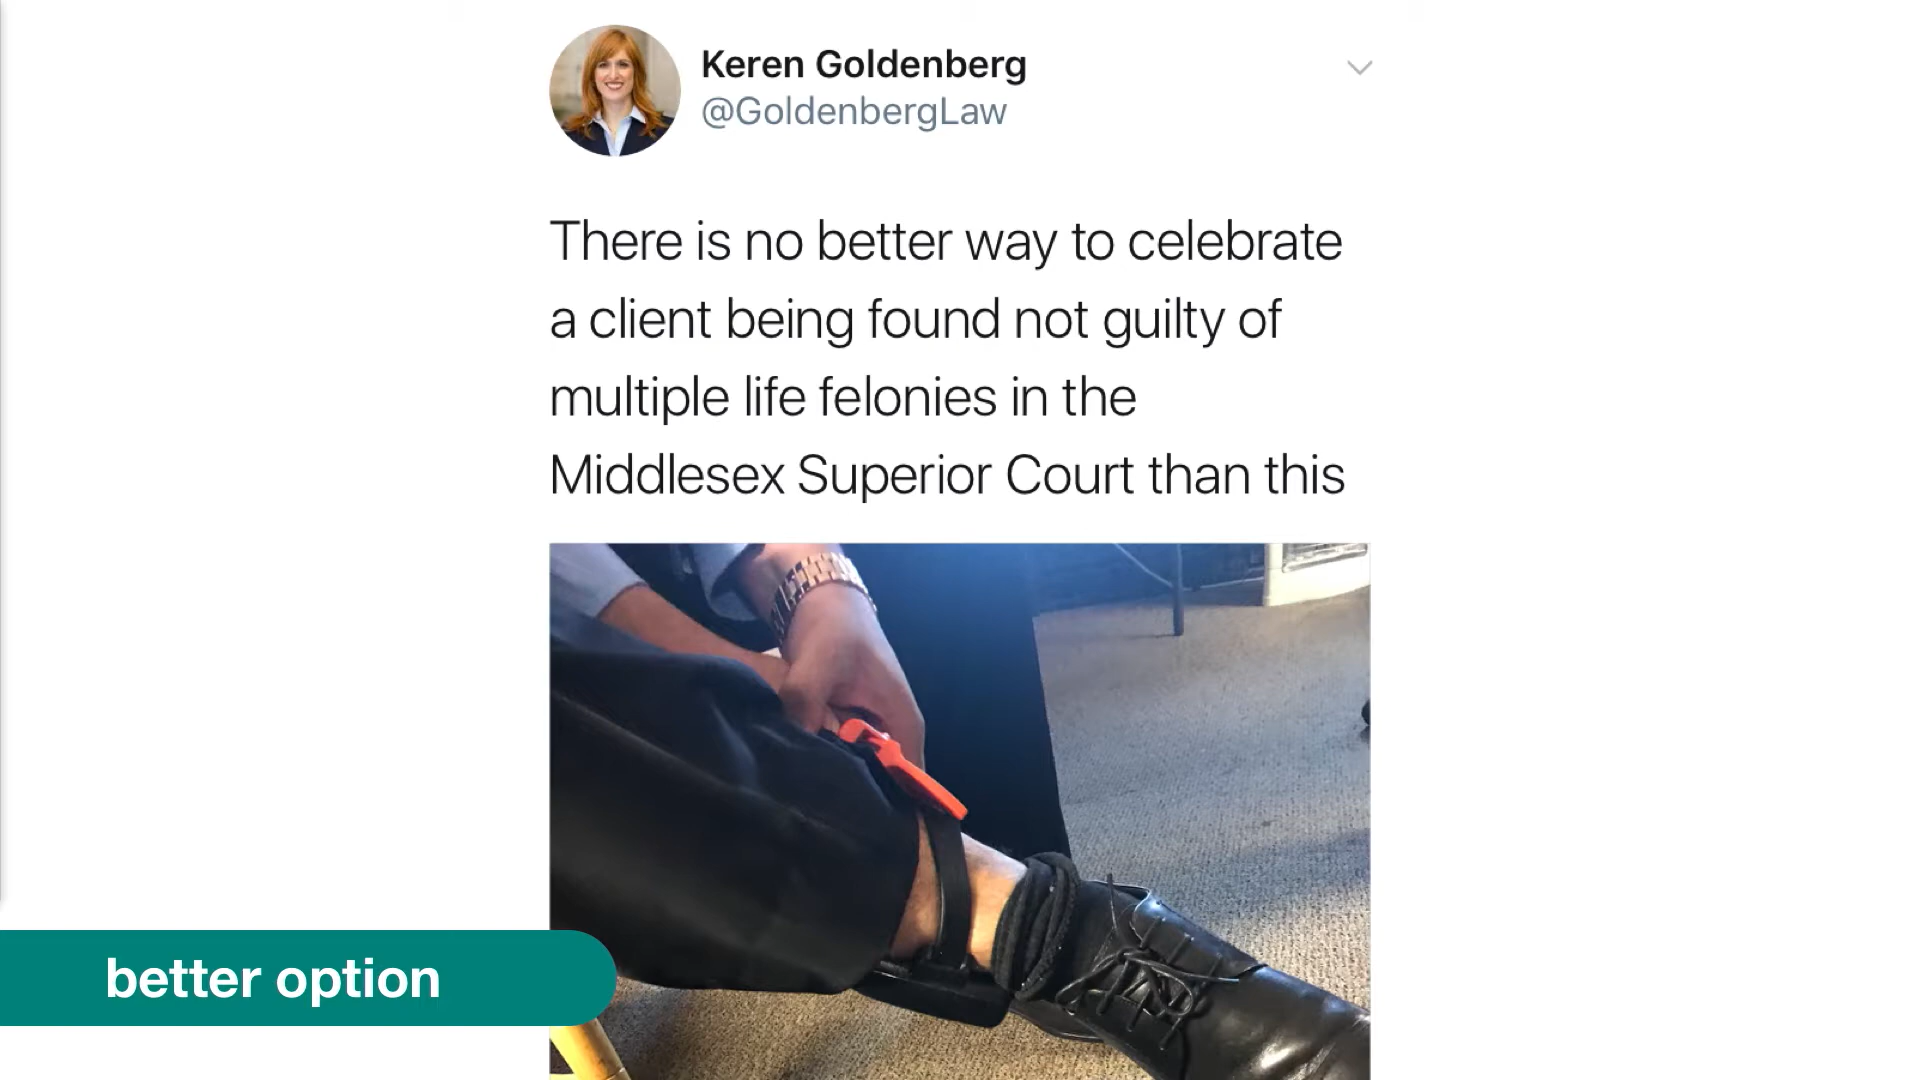 Keren Goldenberg
@GoldenbergLaw
There is no better way to celebrate
a client being found not guilty of
multiple life felonies in the
Middlesex Superior Court than this
better option